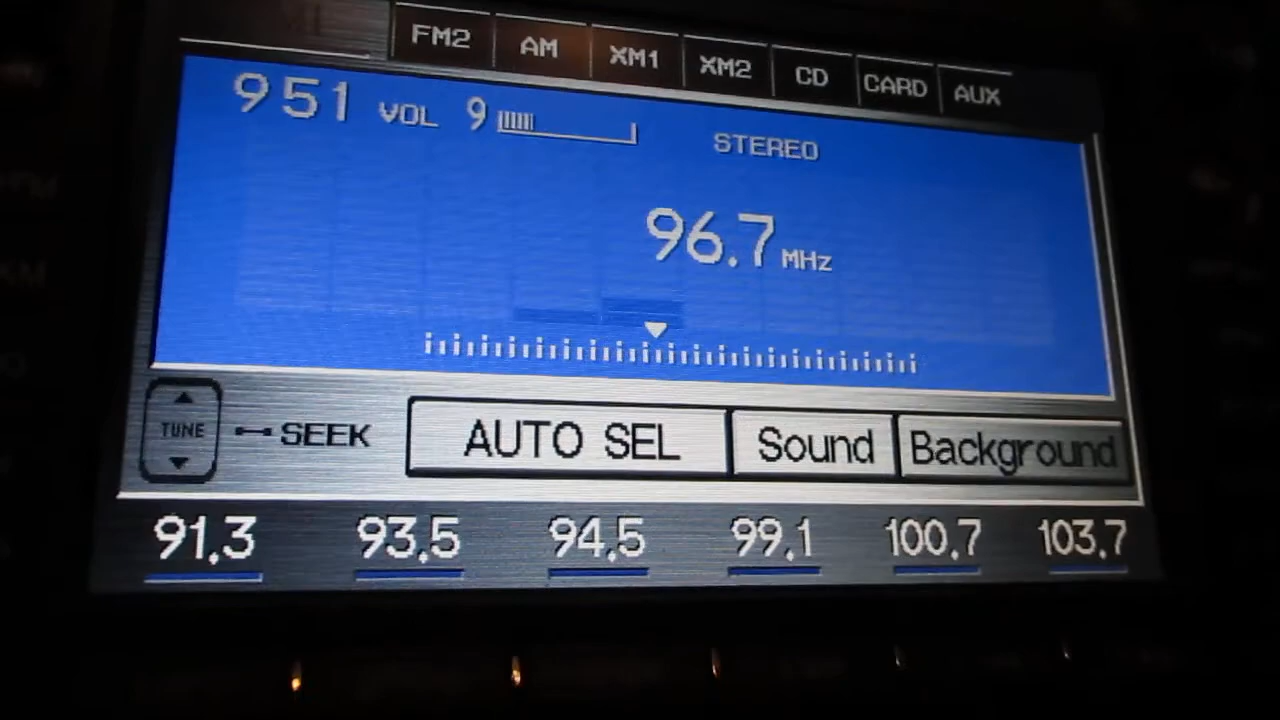 FM2 AM XM1 XM2 CD CARD AUX
951 VOL 9
STEREO
96.7 MHz
TUNE SEEK AUTO SEL Sound Background
91.3 93.5 94.5 99.1 100.7 103.7